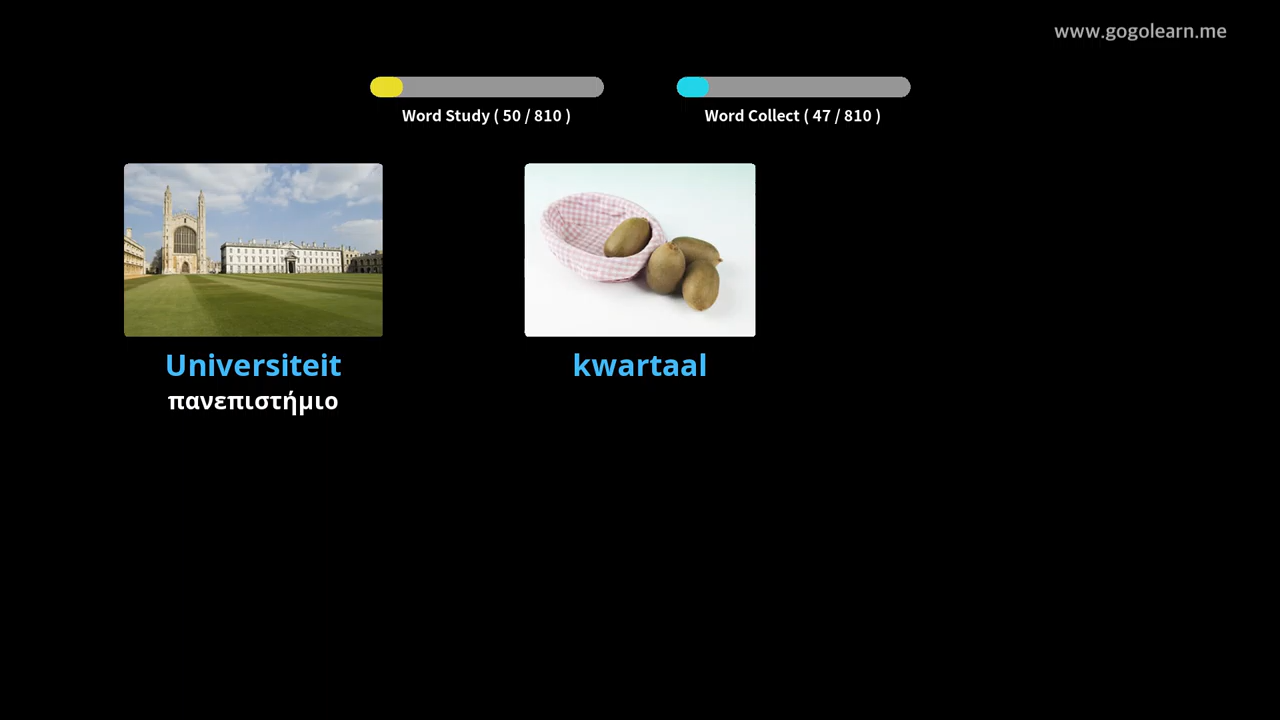 www.gogolearn.me
Word Study ( 50 / 810 )
Word Collect ( 47 / 810 )
Universiteit
πανεπιστήμιο
kwartaal